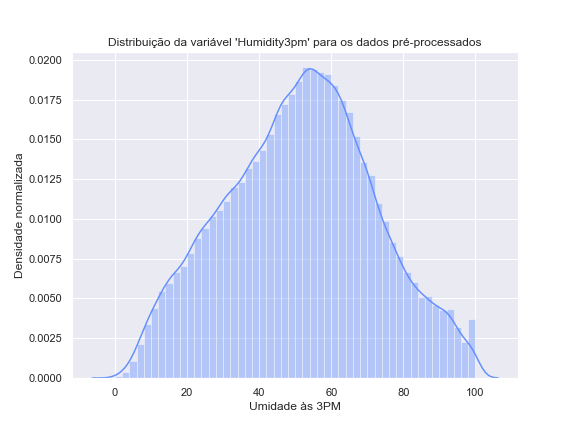 Distribuição da variável 'Humidity3pm' para os dados pré-processados
0.0200
0.0175
0.0150
0.0125
0.0100
0.0075
0.0050
0.0025
0.0000
Densidade normalizada
0 20 40 60 80 100
Umidade às 3PM